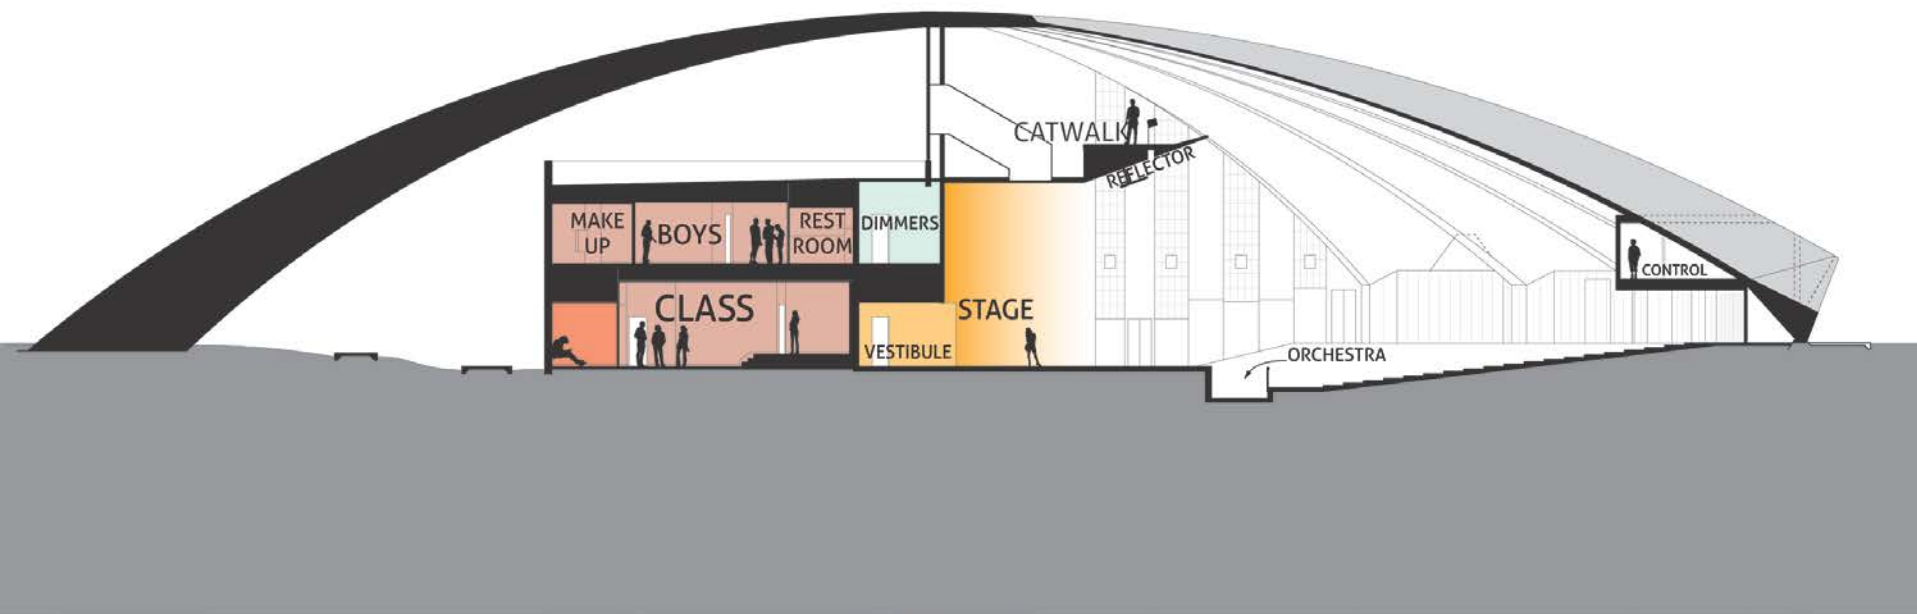 CATWALK
REFLECTOR
MAKE
UP
BOYS
REST
ROOM
DIMMERS
CONTROL
CLASS
STAGE
VESTIBULE
ORCHESTRA